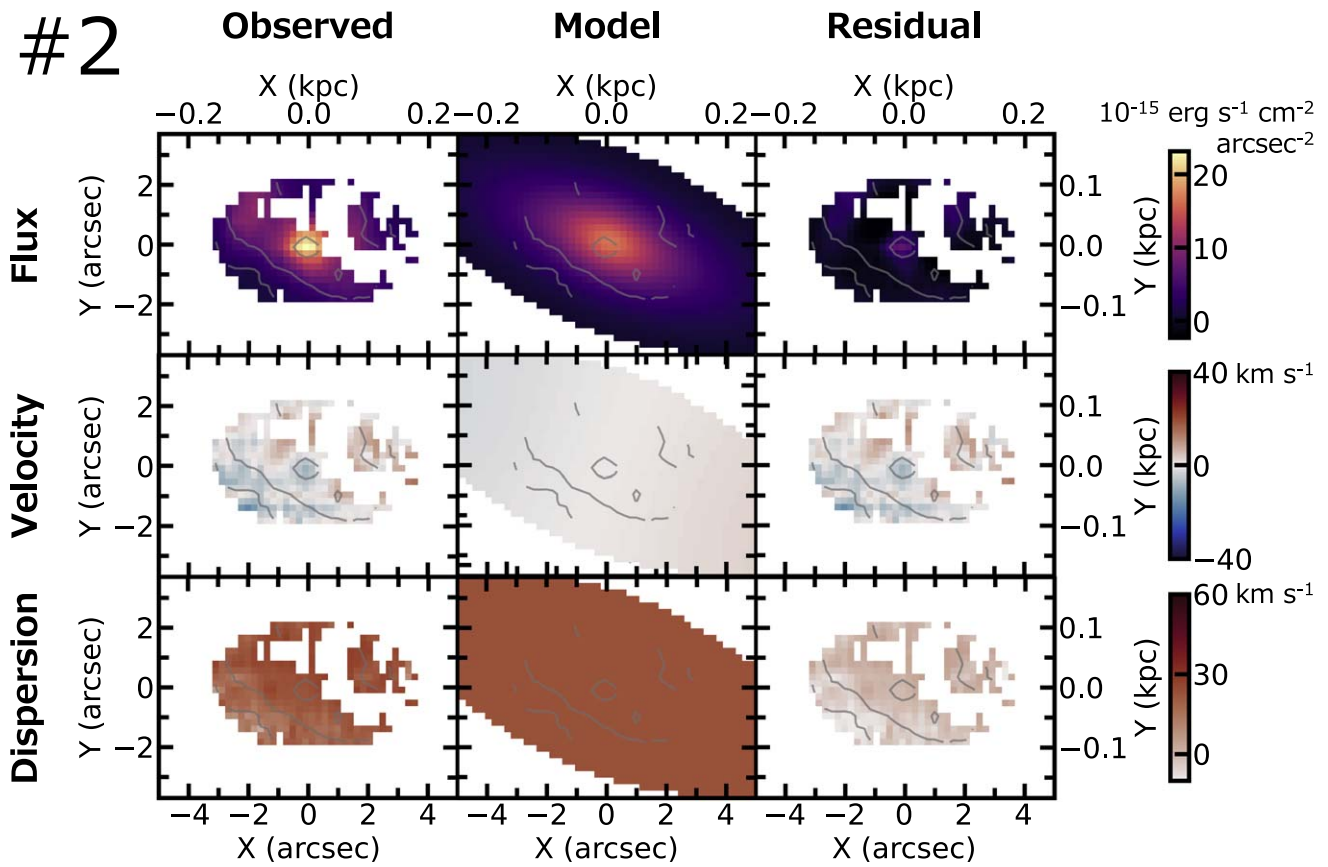 #2
Observed Model Residual
X (kpc) X (kpc) X (kpc)
−0.2 0.0 0.2 −0.2 0.0 0.2 −0.2 0.0 0.2
10⁻¹⁵ erg s⁻¹ cm⁻²
arcsec⁻²
Flux
Y (arcsec)
2
0
−2
0.1
0.0
−0.1
Y (kpc)
20
10
0
Velocity
Y (arcsec)
2
0
−2
0.1
0.0
−0.1
Y (kpc)
40 km s⁻¹
0
−40
Dispersion
Y (arcsec)
2
0
−2
0.1
0.0
−0.1
Y (kpc)
60 km s⁻¹
30
0
−4 −2 0 2 4 −4 −2 0 2 4 −4 −2 0 2 4
X (arcsec) X (arcsec) X (arcsec)